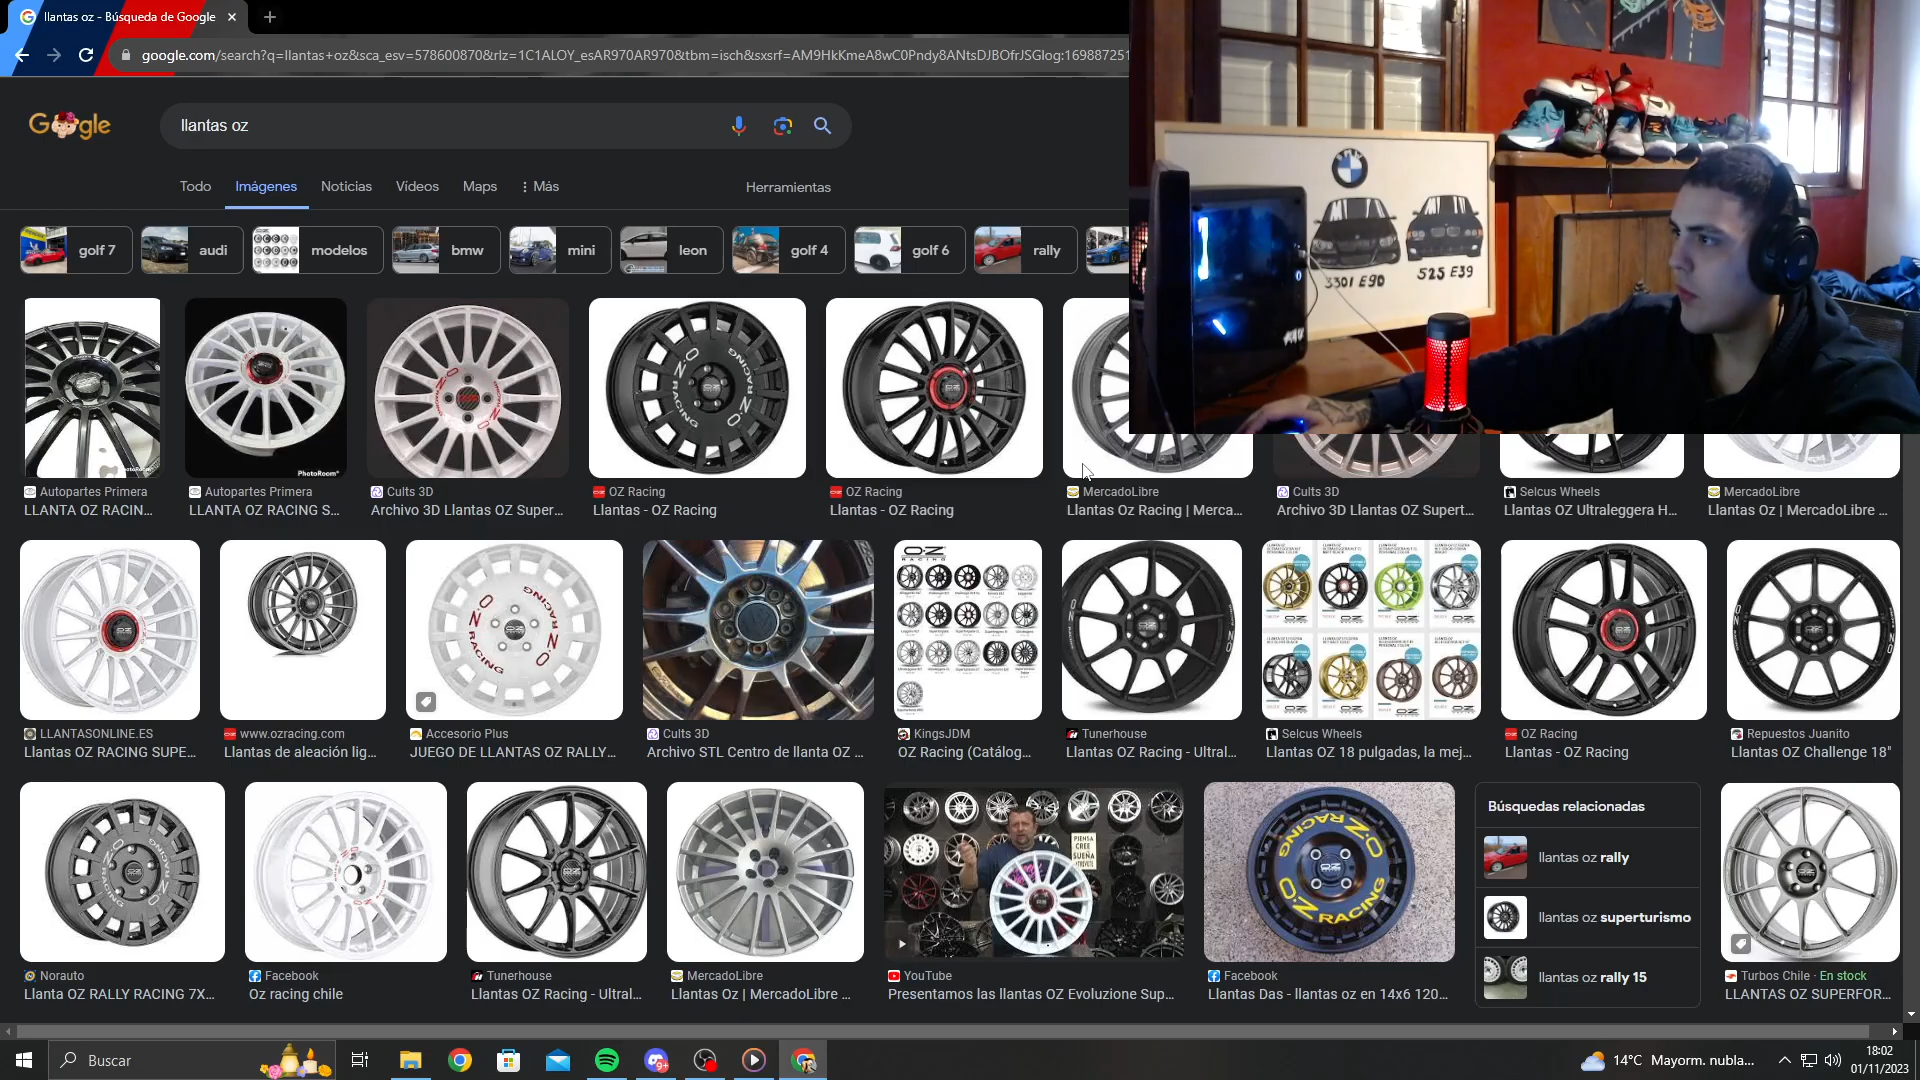 llantas oz - Búsqueda de Google
google.com/search?q=llantas+oz&sca_esv=578600870&rlz=1C1ALOY_esAR970AR970&tbm=isch&sxsrf=AM9HkKmeA8wC0Pndy8ANtsDJBOfrJSGlog:169887251
Google
llantas oz
Todo
Imágenes
Noticias
Vídeos
Maps
Más
Herramientas
golf 7
audi
modelos
bmw
mini
leon
golf 4
golf 6
rally
330I E90
525 E39
PhotoRoom
PhotoRoom
Autopartes Primera
LLANTA OZ RACIN...
Autopartes Primera
LLANTA OZ RACING S...
Cults 3D
Archivo 3D Llantas OZ Super...
OZ Racing
Llantas - OZ Racing
OZ Racing
Llantas - OZ Racing
MercadoLibre
Llantas Oz Racing | Merca...
Cults 3D
Archivo 3D Llantas OZ Supert...
Selcus Wheels
Llantas OZ Ultraleggera H...
MercadoLibre
Llantas Oz | MercadoLibre ...
LLANTASONLINE.ES
Llantas OZ RACING SUPE...
www.ozracing.com
Llantas de aleación lig...
Accesorio Plus
JUEGO DE LLANTAS OZ RALLY...
Cults 3D
Archivo STL Centro de llanta OZ ...
KingsJDM
OZ Racing (Catálog...
Tunerhouse
Llantas OZ Racing - Ultral...
Selcus Wheels
Llantas OZ 18 pulgadas, la mej...
OZ Racing
Llantas - OZ Racing
Repuestos Juanito
Llantas OZ Challenge 18"
PIENSA
CREE
SUEÑA
Norauto
Llanta OZ RALLY RACING 7X...
Facebook
Oz racing chile
Tunerhouse
Llantas OZ Racing - Ultral...
MercadoLibre
Llantas Oz | MercadoLibre ...
YouTube
Presentamos las llantas OZ Evoluzione Sup...
Facebook
Llantas Das - llantas oz en 14x6 120...
Búsquedas relacionadas
llantas oz rally
llantas oz superturismo
llantas oz rally 15
Turbos Chile · En stock
LLANTAS OZ SUPERFOR...
Buscar
9+
14°C Mayorm. nubla...
18:02
01/11/2023